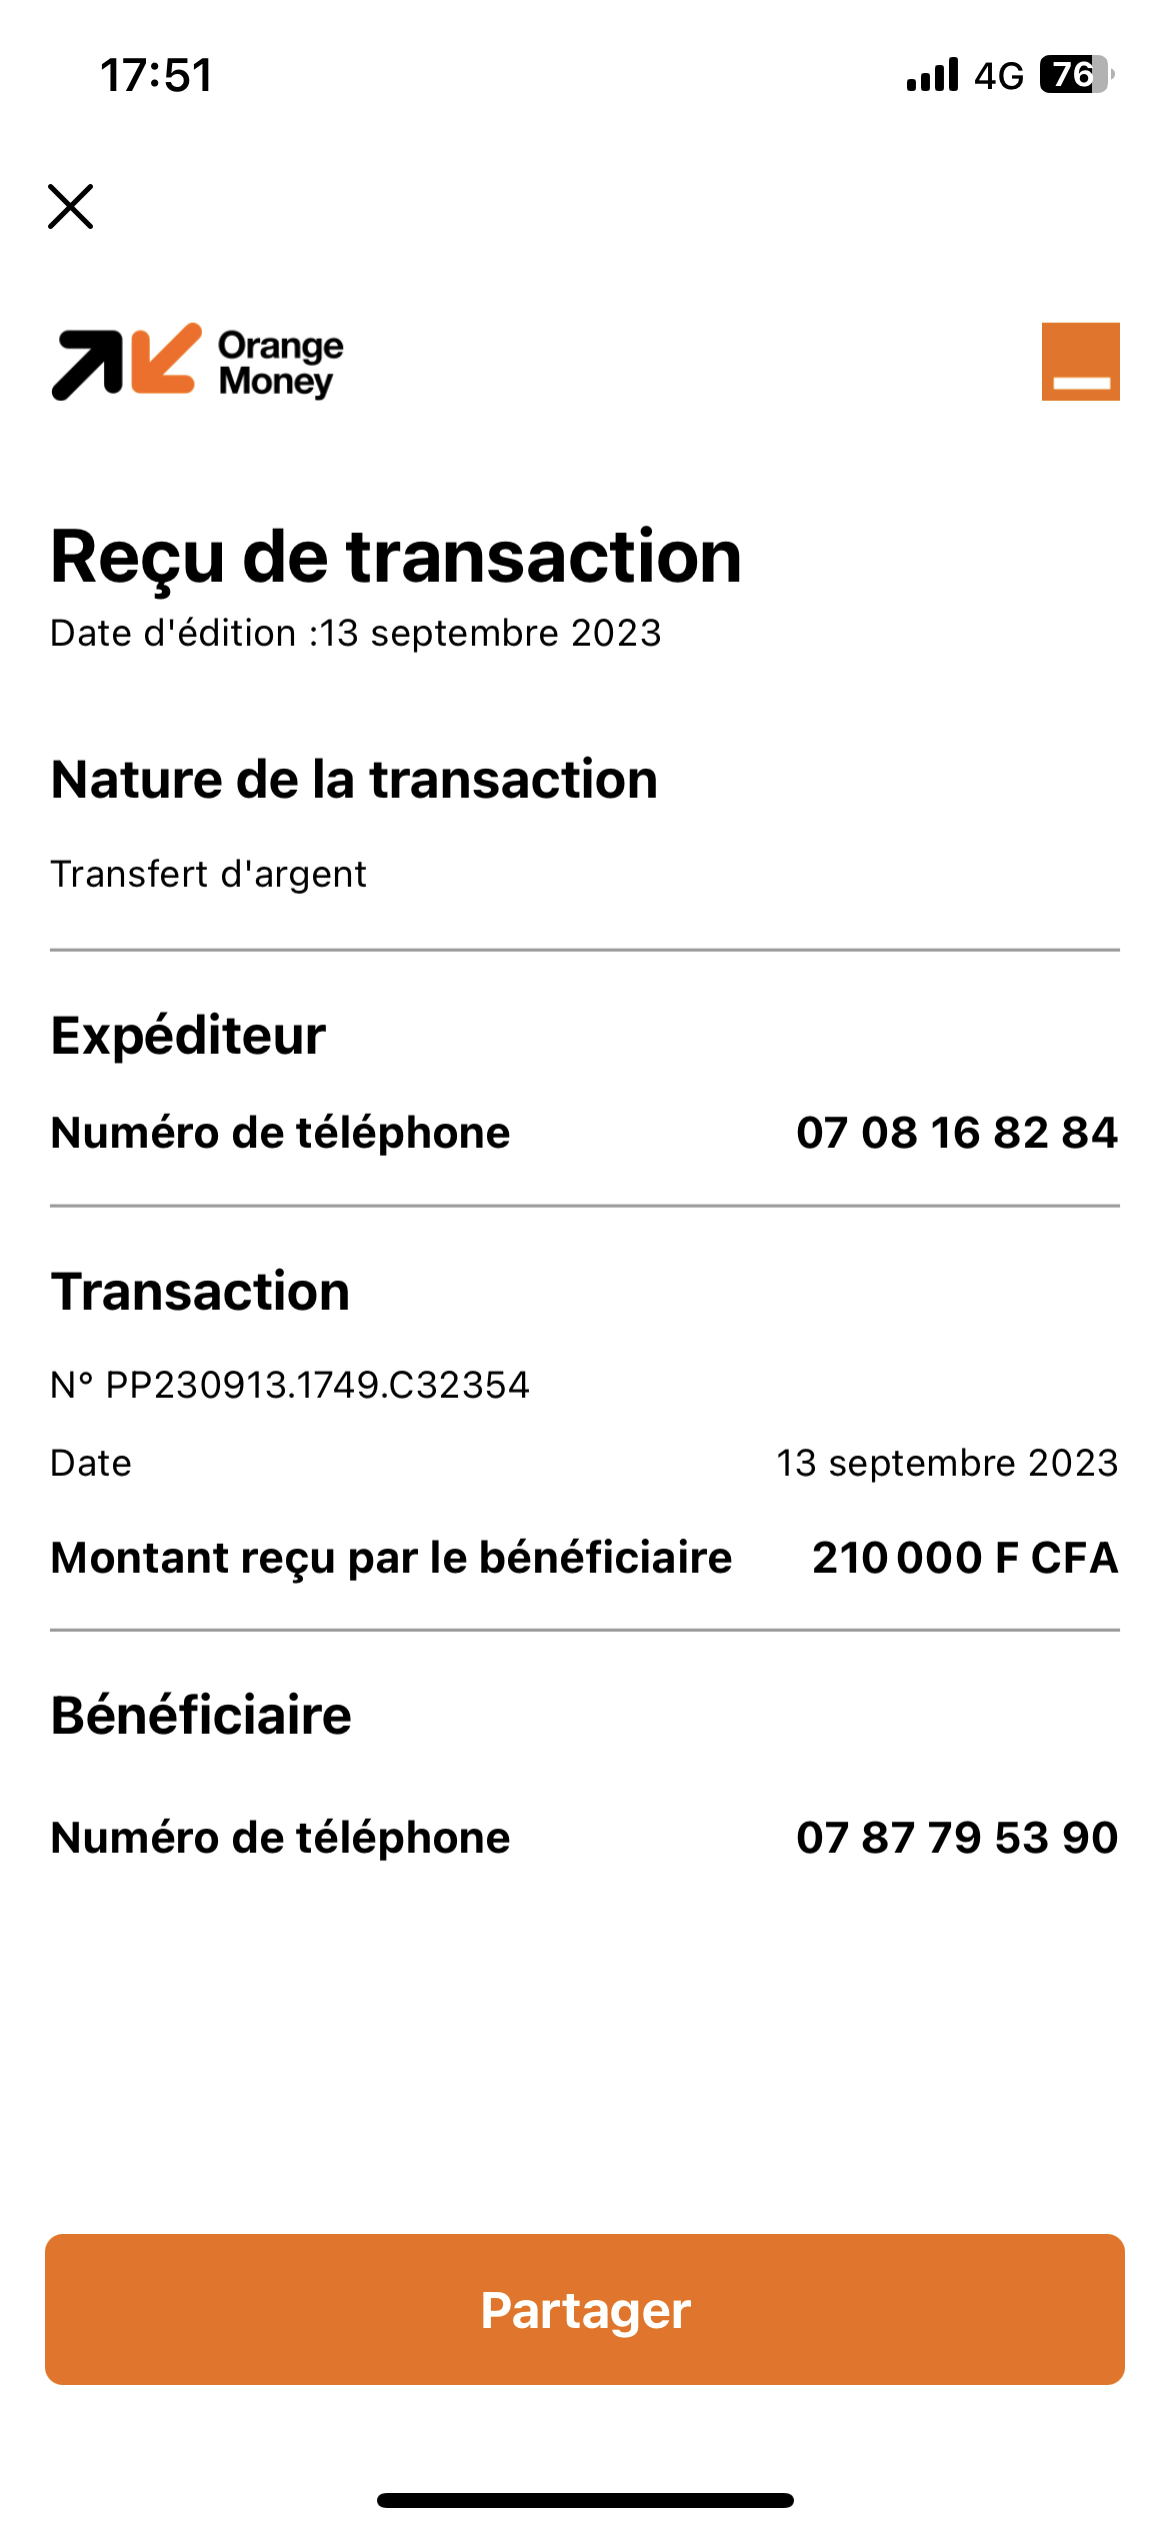 17:51 4G 76
Orange
Money
Reçu de transaction
Date d'édition :13 septembre 2023
Nature de la transaction
Transfert d'argent
Expéditeur
Numéro de téléphone 07 08 16 82 84
Transaction
N° PP230913.1749.C32354
Date 13 septembre 2023
Montant reçu par le bénéficiaire 210 000 F CFA
Bénéficiaire
Numéro de téléphone 07 87 79 53 90
Partager